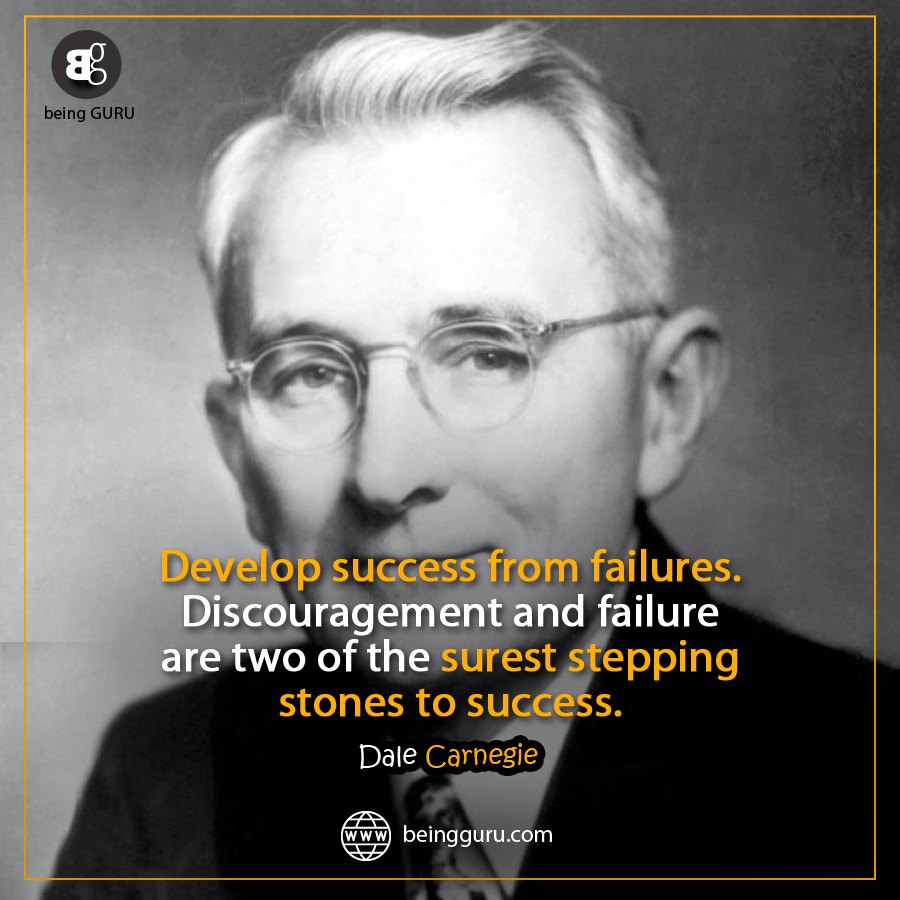 Bg
being GURU
Develop success from failures.
Discouragement and failure
are two of the surest stepping
stones to success.
Dale Carnegie
www beingguru.com